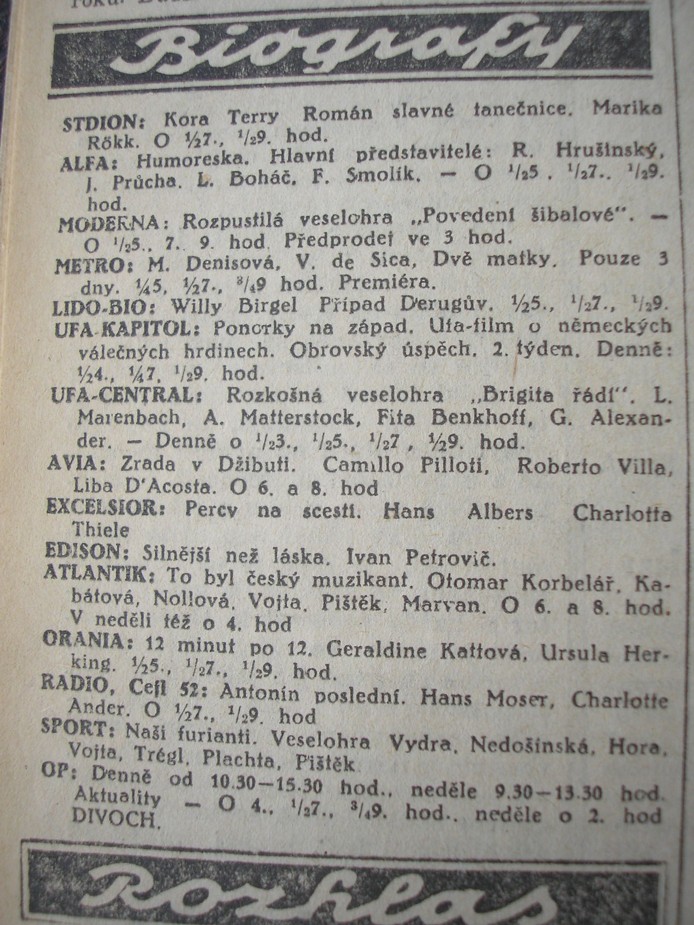 Biografy
STDION: Kora Terry Román slavné tanečnice. Marika
Rökk. O ½7., ½9. hod.
ALFA: Humoreska. Hlavní představitelé: R. Hrušínský,
J. Průcha. L. Boháč, F. Smolík. — O ½5 . ½7.. ½9.
hod.
MODERNA: Rozpustilá veselohra „Povedení šibalové“. —
O ½5.. 7.. 9. hod. Předprodej ve 3 hod.
METRO: M. Denisová, V. de Sica, Dvě matky. Pouze 3
dny. ¼5, ½7., ¾9 hod. Premiéra.
LIDO-BIO: Willy Birgel Případ Derugův. ½5., ½7., ½9.
UFA-KAPITOL: Ponorky na západ. Ufa-film o německých
válečných hrdinech. Obrovský úspěch. 2. týden. Denně:
½4., ¼7, ½9. hod.
UFA-CENTRAL: Rozkošná veselohra „Brigita řádí“. L.
Marenbach, A. Matterstock, Fita Benkhoff, G. Alexan-
der. — Denně o ½3., ½5., ½7 , ½9. hod.
AVIA: Zrada v Džibuti. Camillo Pilloti, Roberto Villa,
Liba D'Acosta. O 6. a 8. hod
EXCELSIOR: Percy na scestí. Hans Albers Charlotta
Thiele
EDISON: Silnější než láska. Ivan Petrovič.
ATLANTIK: To byl český muzikant. Otomar Korbelář, Ka-
bátová, Nollová, Vojta, Pištěk, Marvan. O 6. a 8. hod.
V neděli též o 4. hod
ORANIA: 12 minut po 12. Geraldine Kattová, Ursula Her-
king. ½5., ½7., ½9. hod.
RADIO, Cejl 52: Antonín poslední. Hans Moser, Charlotte
Ander. O ½7., ½9. hod
SPORT: Naši furianti. Veselohra Vydra, Nedošínská, Hora,
Vojta, Trégl, Plachta, Pištěk
OP: Denně od 10.30—15.30 hod., neděle 9.30—13.30 hod.
Aktuality — O 4., ½7., ¾9. hod., neděle o 2. hod
DIVOCH.
Rozhlas